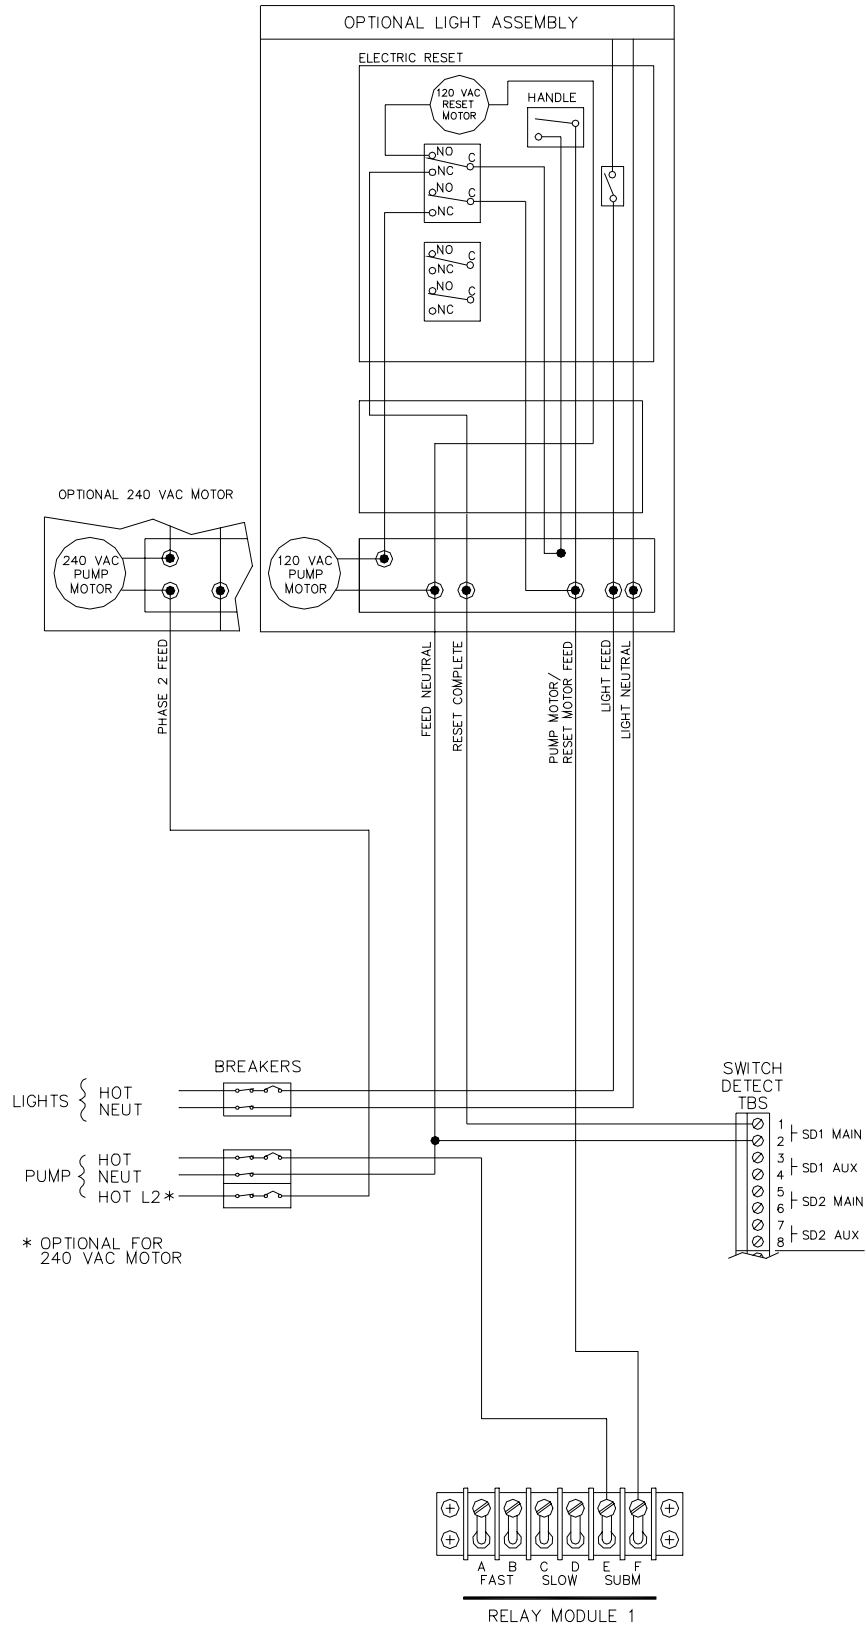 OPTIONAL LIGHT ASSEMBLY
ELECTRIC RESET
120 VAC
RESET
MOTOR
HANDLE
NO
C
NC
NO
C
NC
NO
C
NC
NO
C
NC
OPTIONAL 240 VAC MOTOR
240 VAC
PUMP
MOTOR
120 VAC
PUMP
MOTOR
PHASE 2 FEED
FEED NEUTRAL
RESET COMPLETE
PUMP MOTOR/
RESET MOTOR FEED
LIGHT FEED
LIGHT NEUTRAL
BREAKERS
LIGHTS
HOT
NEUT
PUMP
HOT
NEUT
HOT L2*
* OPTIONAL FOR
240 VAC MOTOR
SWITCH
DETECT
TBS
1
2
SD1 MAIN
3
4
SD1 AUX
5
6
SD2 MAIN
7
8
SD2 AUX
A B C D E F
FAST SLOW SUBM
RELAY MODULE 1